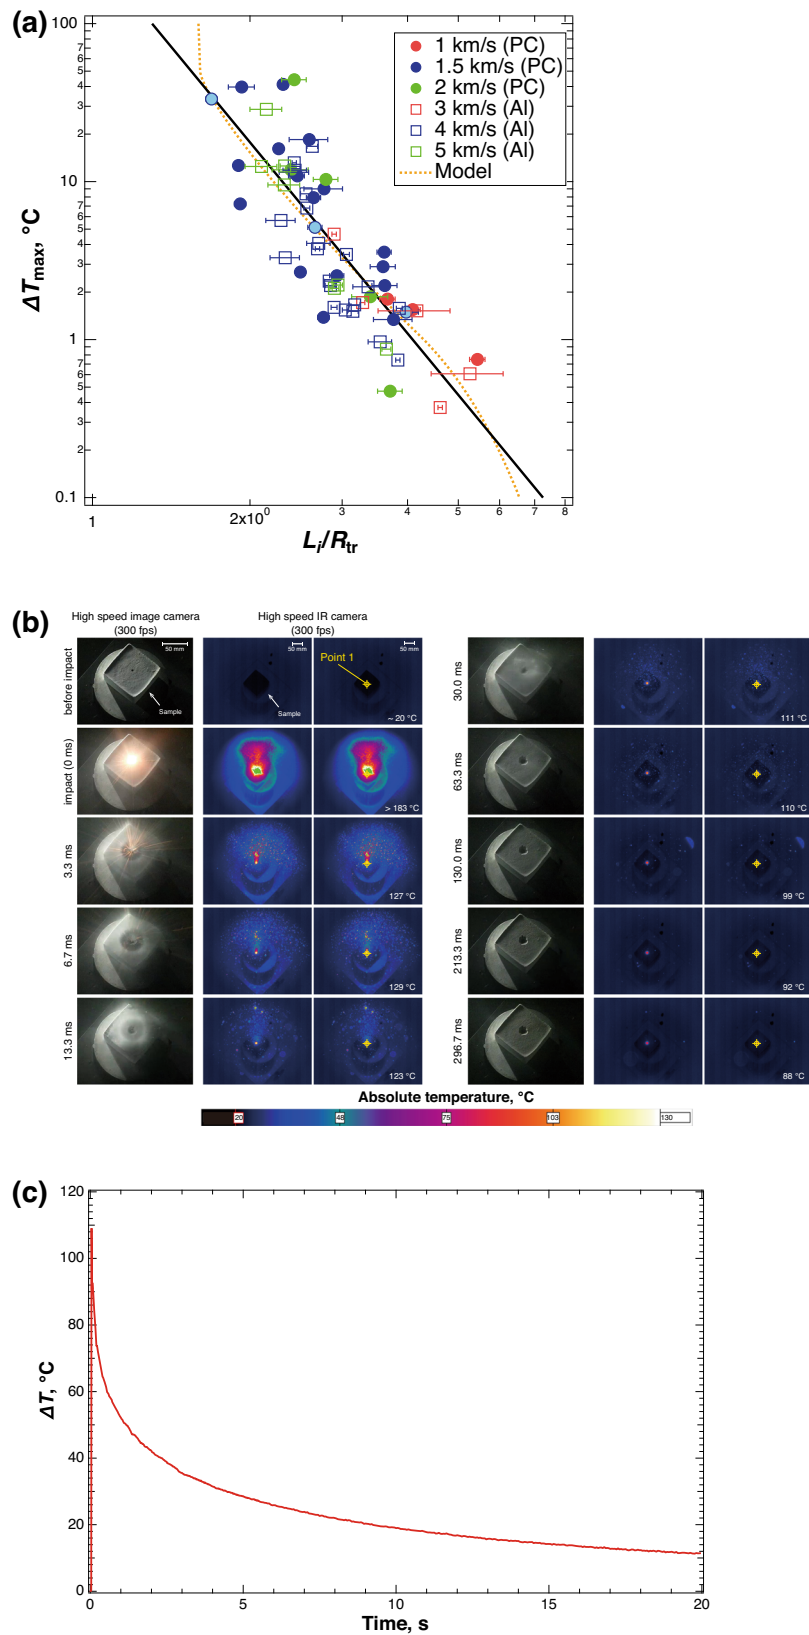 (a)
100
7
6
5
4
3
2
10
7
6
5
4
3
2
1
7
6
5
4
3
2
0.1
ΔTmax, °C
1 km/s (PC)
1.5 km/s (PC)
2 km/s (PC)
3 km/s (Al)
4 km/s (Al)
5 km/s (Al)
Model
1
2x10⁰
3
4
5
6
7
8
Li/Rtr
(b)
High speed image camera
(300 fps)
High speed IR camera
(300 fps)
before impact
50 mm
Sample
50 mm
Sample
50 mm
Point 1
~ 20 °C
impact (0 ms)
> 183 °C
3.3 ms
127 °C
6.7 ms
129 °C
13.3 ms
123 °C
30.0 ms
111 °C
63.3 ms
110 °C
130.0 ms
99 °C
213.3 ms
92 °C
296.7 ms
88 °C
Absolute temperature, °C
20
48
75
103
130
(c)
120
100
80
60
40
20
0
ΔT, °C
0
5
10
15
20
Time, s